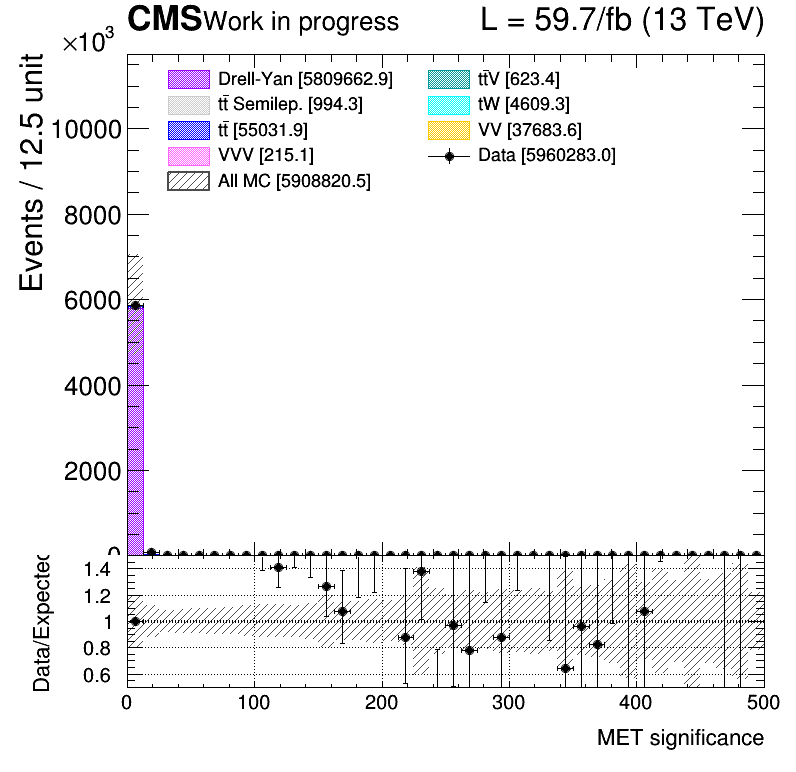 CMS Work in progress L = 59.7/fb (13 TeV)
×10³
Events / 12.5 unit
Drell-Yan [5809662.9]
tt̄ Semilep. [994.3]
tt̄ [55031.9]
VVV [215.1]
All MC [5908820.5]
tt̄V [623.4]
tW [4609.3]
VV [37683.6]
Data [5960283.0]
10000
8000
6000
4000
2000
0
Data/Expected
1.4
1.2
1
0.8
0.6
0 100 200 300 400 500
MET significance